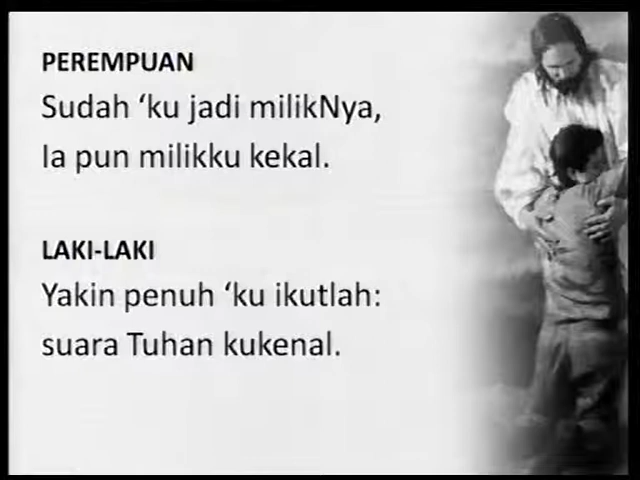 PEREMPUAN
Sudah ‘ku jadi milikNya,
Ia pun milikku kekal.
LAKI-LAKI
Yakin penuh ‘ku ikutlah:
suara Tuhan kukenal.